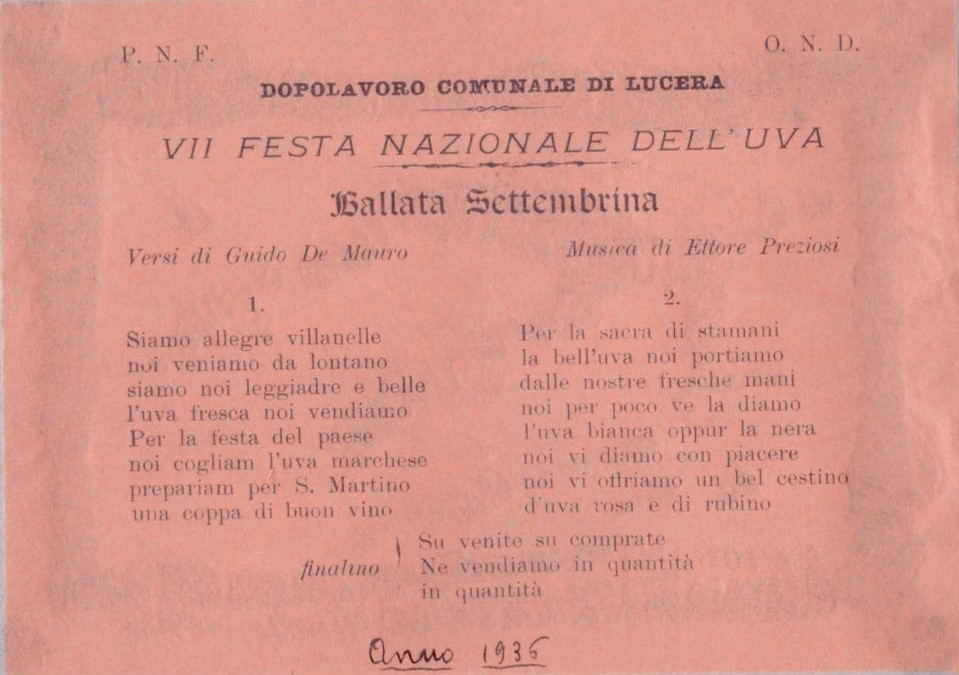 P. N. F.
O. N. D.
DOPOLAVORO COMUNALE DI LUCERA
VII FESTA NAZIONALE DELL'UVA
Ballata Settembrina
Versi di Guido De Mauro
Musica di Ettore Preziosi
1.
Siamo allegre villanelle
noi veniamo da lontano
siamo noi leggiadre e belle
l'uva fresca noi vendiamo
Per la festa del paese
noi cogliam l'uva marchese
prepariam per S. Martino
una coppa di buon vino
2.
Per la sacra di stamani
la bell'uva noi portiamo
dalle nostre fresche mani
noi per poco ve la diamo
l'uva bianca oppur la nera
noi vi diamo con piacere
noi vi offriamo un bel cestino
d'uva rosa e di rubino
finalino
Su venite su comprate
Ne vendiamo in quantità
in quantità
Anno 1936